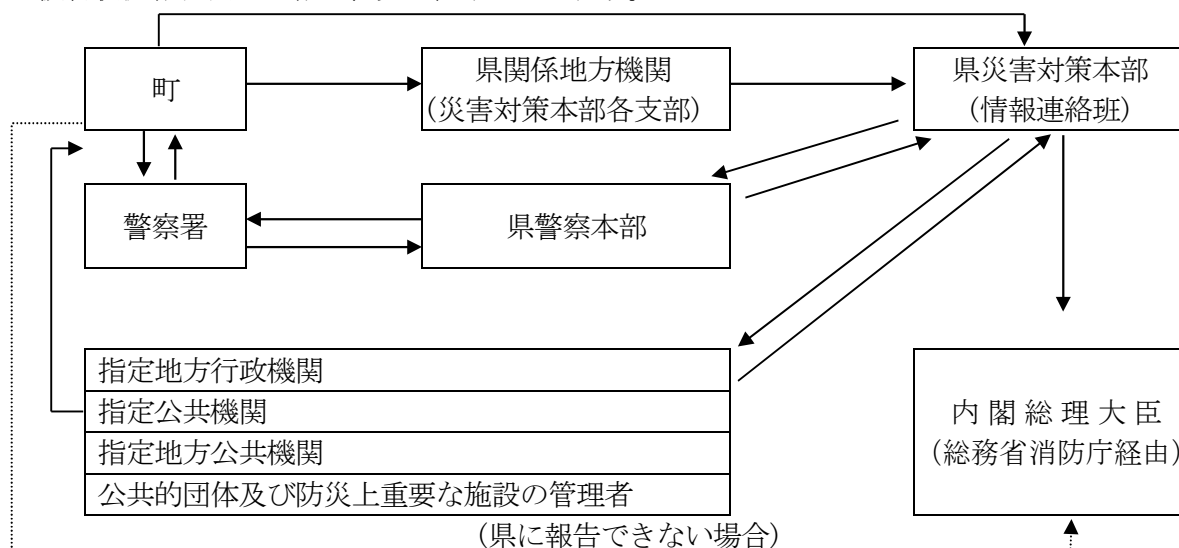 町
県関係地方機関
(災害対策本部各支部)
県災害対策本部
(情報連絡班)
警察署
県警察本部
指定地方行政機関
指定公共機関
指定地方公共機関
公共的団体及び防災上重要な施設の管理者
内閣総理大臣
(総務省消防庁経由)
(県に報告できない場合)